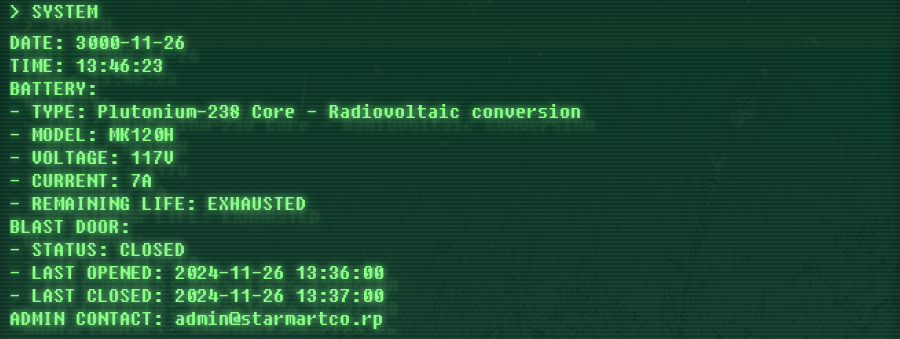 > SYSTEM
DATE: 3000-11-26
TIME: 13:46:23
BATTERY:
- TYPE: Plutonium-238 Core - Radiovoltaic conversion
- MODEL: MK120H
- VOLTAGE: 117V
- CURRENT: 7A
- REMAINING LIFE: EXHAUSTED
BLAST DOOR:
- STATUS: CLOSED
- LAST OPENED: 2024-11-26 13:36:00
- LAST CLOSED: 2024-11-26 13:37:00
ADMIN CONTACT: admin@starmartco.rp